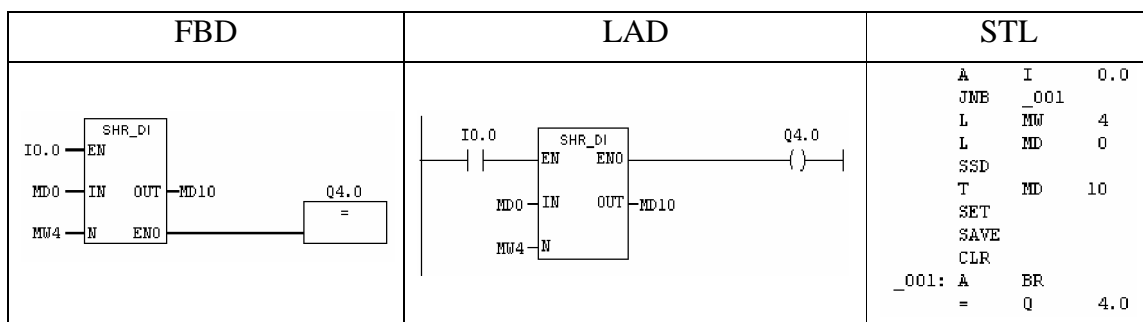 FBD LAD STL
SHR_DI
I0.0 EN
MD0 IN OUT MD10
MW4 N ENO
Q4.0
=
I0.0 SHR_DI Q4.0
EN ENO
MD0 IN OUT MD10
MW4 N
( )
A I 0.0
JNB _001
L MW 4
L MD 0
SSD
T MD 10
SET
SAVE
CLR
_001: A BR
= Q 4.0